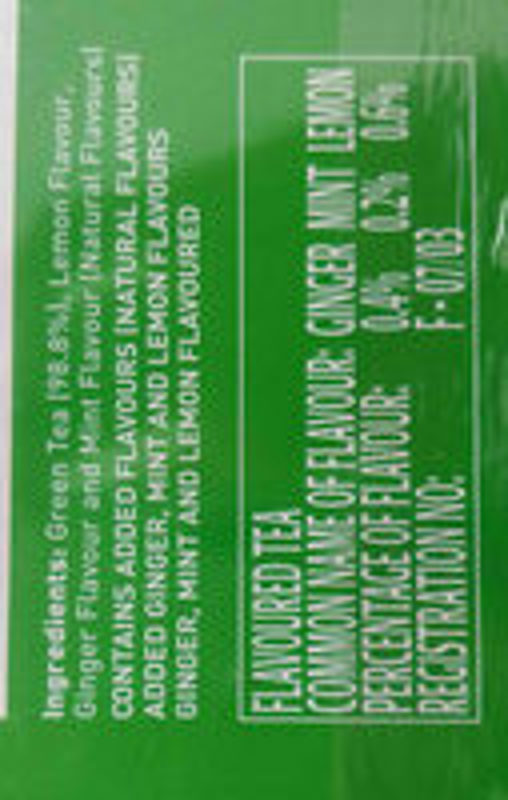 Ingredients: Green Tea (98.8%), Lemon Flavour,
Ginger Flavour and Mint Flavour (Natural Flavours)
CONTAINS ADDED FLAVOURS (NATURAL FLAVOURS)
ADDED GINGER, MINT AND LEMON FLAVOURS
GINGER, MINT AND LEMON FLAVOURED
FLAVOURED TEA
COMMON NAME OF FLAVOUR: GINGER MINT LEMON
PERCENTAGE OF FLAVOUR: 0.4% 0.2% 0.6%
REGISTRATION NO: F- 07/03